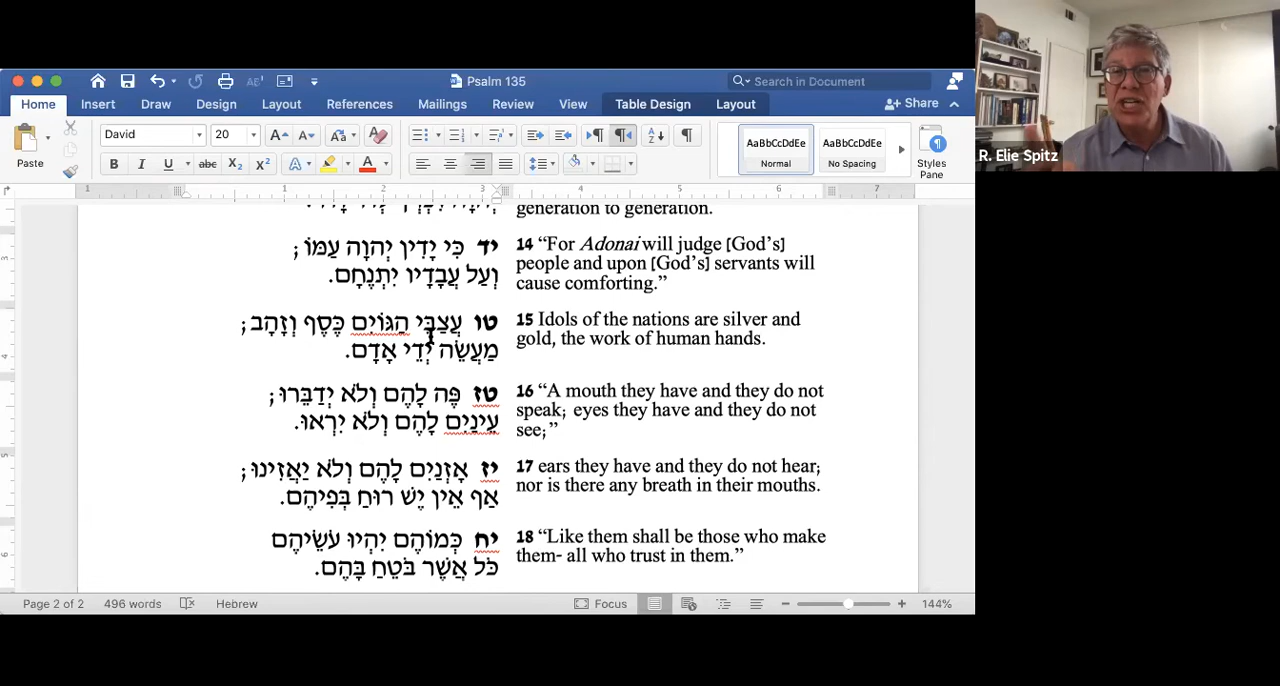 Psalm 135
Search in Document
Home Insert Draw Design Layout References Mailings Review View Table Design Layout Share
David 20
Paste
AaBbCcDdEe AaBbCcDdEe
Normal No Spacing Styles Pane
R. Elie Spitz
generation to generation.
יד כִּי יָדִין יְהוָה עַמּוֹ;
וְעַל עֲבָדָיו יִתְנֶחָם.
14 “For Adonai will judge [God’s]
people and upon [God’s] servants will
cause comforting.”
טו עֲצַבֵּי הַגּוֹיִם כֶּסֶף וְזָהָב;
מַעֲשֵׂה יְדֵי אָדָם.
15 Idols of the nations are silver and
gold, the work of human hands.
טז פֶּה לָהֶם וְלֹא יְדַבֵּרוּ;
עֵינַיִם לָהֶם וְלֹא יִרְאוּ.
16 “A mouth they have and they do not
speak; eyes they have and they do not
see;”
יז אָזְנַיִם לָהֶם וְלֹא יַאֲזִינוּ;
אַף אֵין יֶשׁ רוּחַ בְּפִיהֶם.
17 ears they have and they do not hear;
nor is there any breath in their mouths.
יח כְּמוֹהֶם יִהְיוּ עֹשֵׂיהֶם
כֹּל אֲשֶׁר בֹּטֵחַ בָּהֶם.
18 “Like them shall be those who make
them- all who trust in them.”
Page 2 of 2 496 words Hebrew Focus 144%